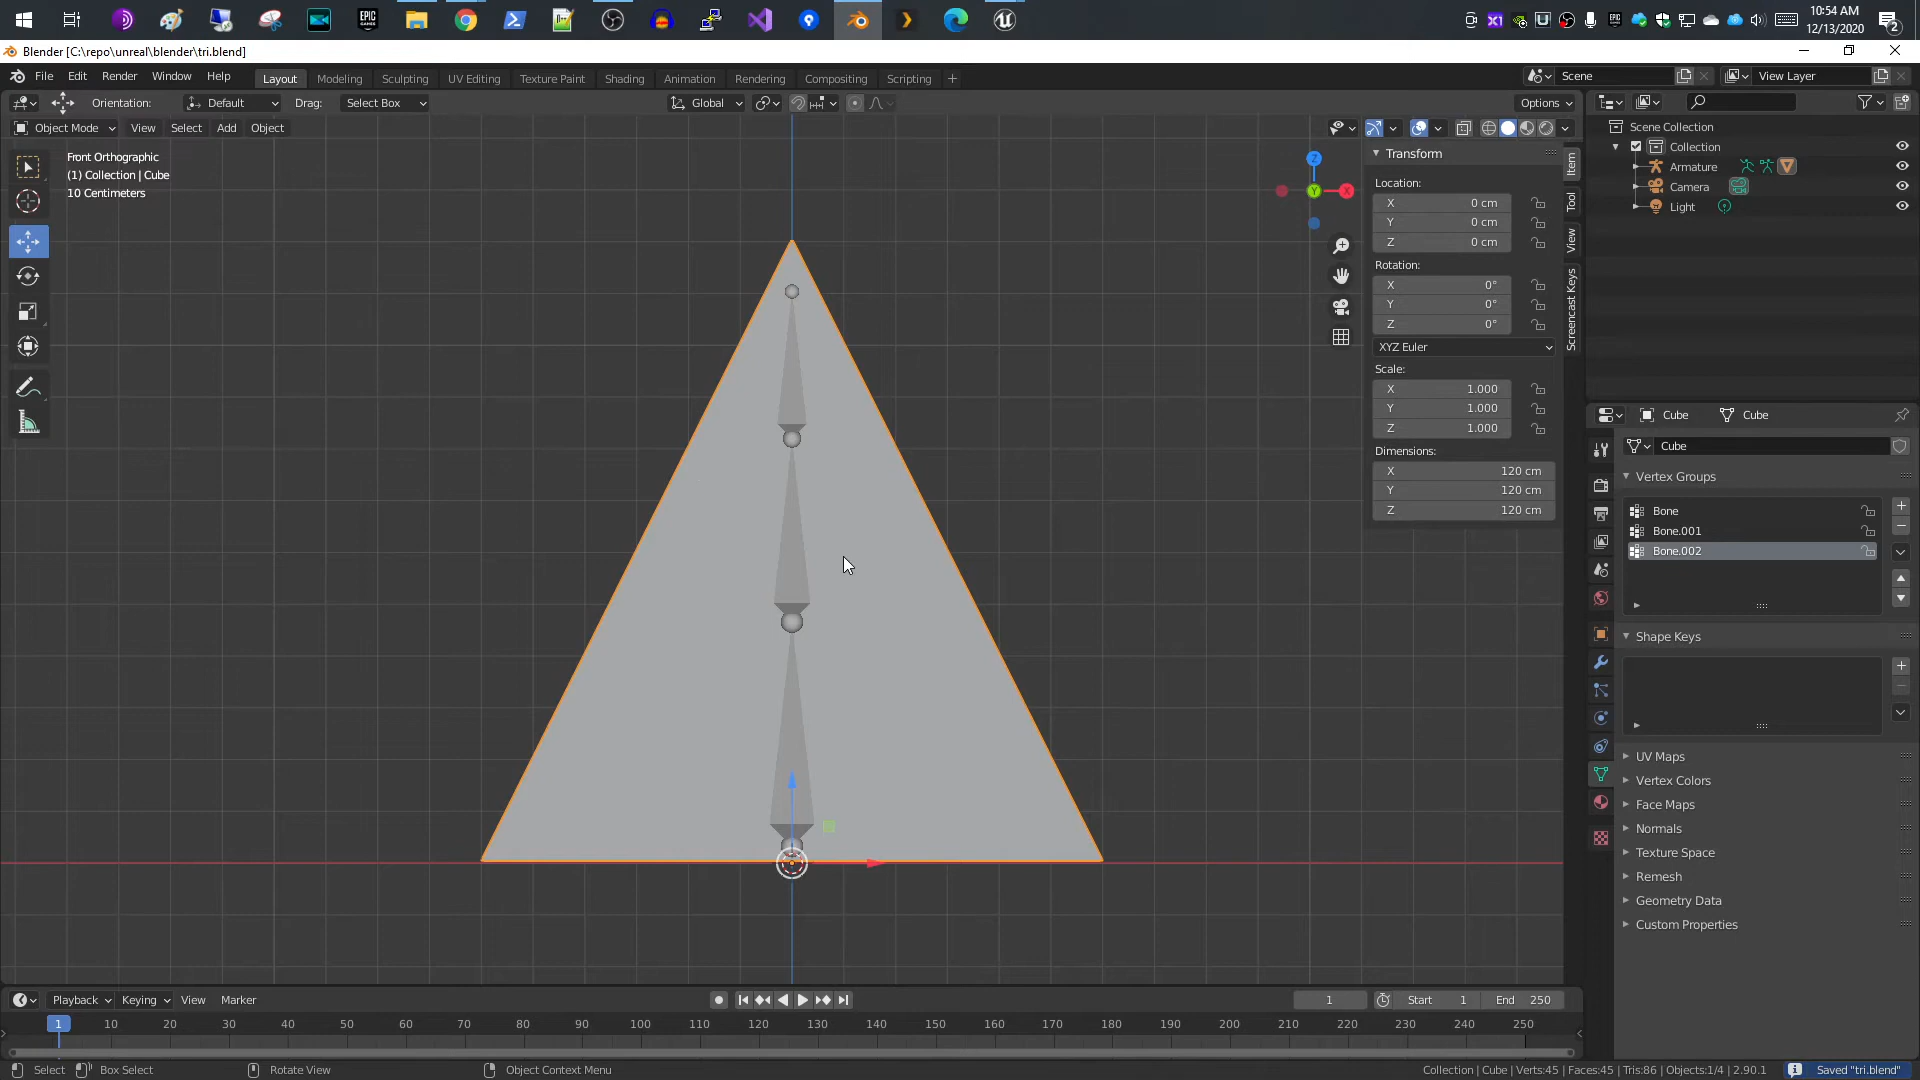 10:54 AM
12/13/2020
2
Blender [C:\repo\unreal\blender\tri.blend]
File Edit Render Window Help
Layout Modeling Sculpting UV Editing Texture Paint Shading Animation Rendering Compositing Scripting +
Scene
View Layer
Orientation: Default Drag: Select Box
Global
Options
Object Mode View Select Add Object
Front Orthographic
(1) Collection | Cube
10 Centimeters
Z
Y
X
Transform
Location:
X 0 cm
Y 0 cm
Z 0 cm
Rotation:
X 0°
Y 0°
Z 0°
XYZ Euler
Scale:
X 1.000
Y 1.000
Z 1.000
Dimensions:
X 120 cm
Y 120 cm
Z 120 cm
Item
Tool
View
Screencast Keys
Scene Collection
Collection
Armature
Camera
Light
Cube Cube
Cube
Vertex Groups
Bone
Bone.001
Bone.002
Shape Keys
UV Maps
Vertex Colors
Face Maps
Normals
Texture Space
Remesh
Geometry Data
Custom Properties
Playback Keying View Marker
1 Start 1 End 250
1 10 20 30 40 50 60 70 80 90 100 110 120 130 140 150 160 170 180 190 200 210 220 230 240 250
Select Box Select Rotate View Object Context Menu
Collection | Cube | Verts:45 | Faces:45 | Tris:86 | Objects:1/4 | 2.90.1
Saved "tri.blend"